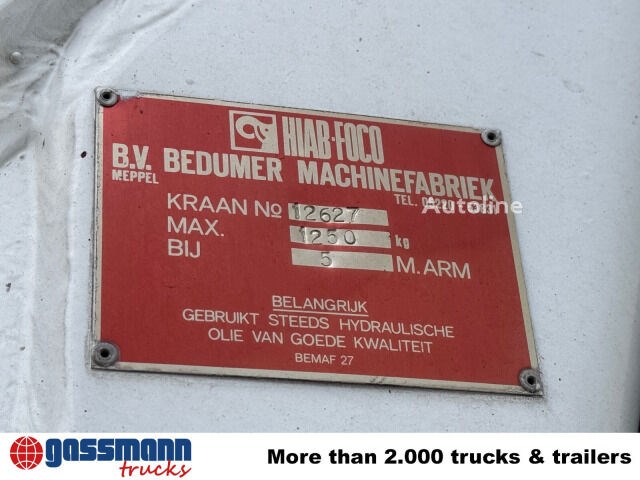 HIAB-FOCO
B.V. BEDUMER MACHINEFABRIEK
MEPPEL TEL.
Autoline
KRAAN No 12627
MAX. 1250 kg
BIJ 5 M. ARM
BELANGRIJK
GEBRUIKT STEEDS HYDRAULISCHE
OLIE VAN GOEDE KWALITEIT
BEMAF 27
gassmann
trucks
More than 2.000 trucks & trailers